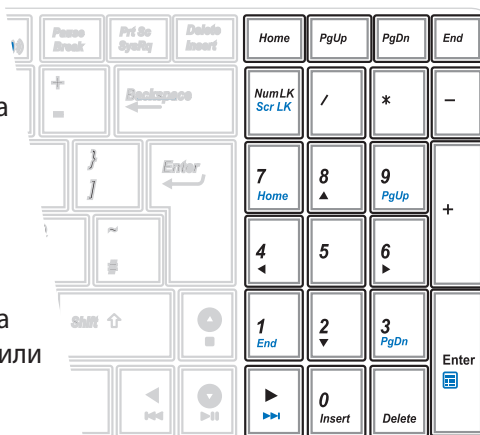 Pause Prt Sc Delete Home PgUp PgDn End
Break SysRq Insert
+ Backspace NumLK / * −
= Scr LK
а
} Enter 7 8 9 +
] Home PgUp
~ 4 5 6
#
Shift 1 2 3 Enter
End PgDn
а
или
0
Insert Delete